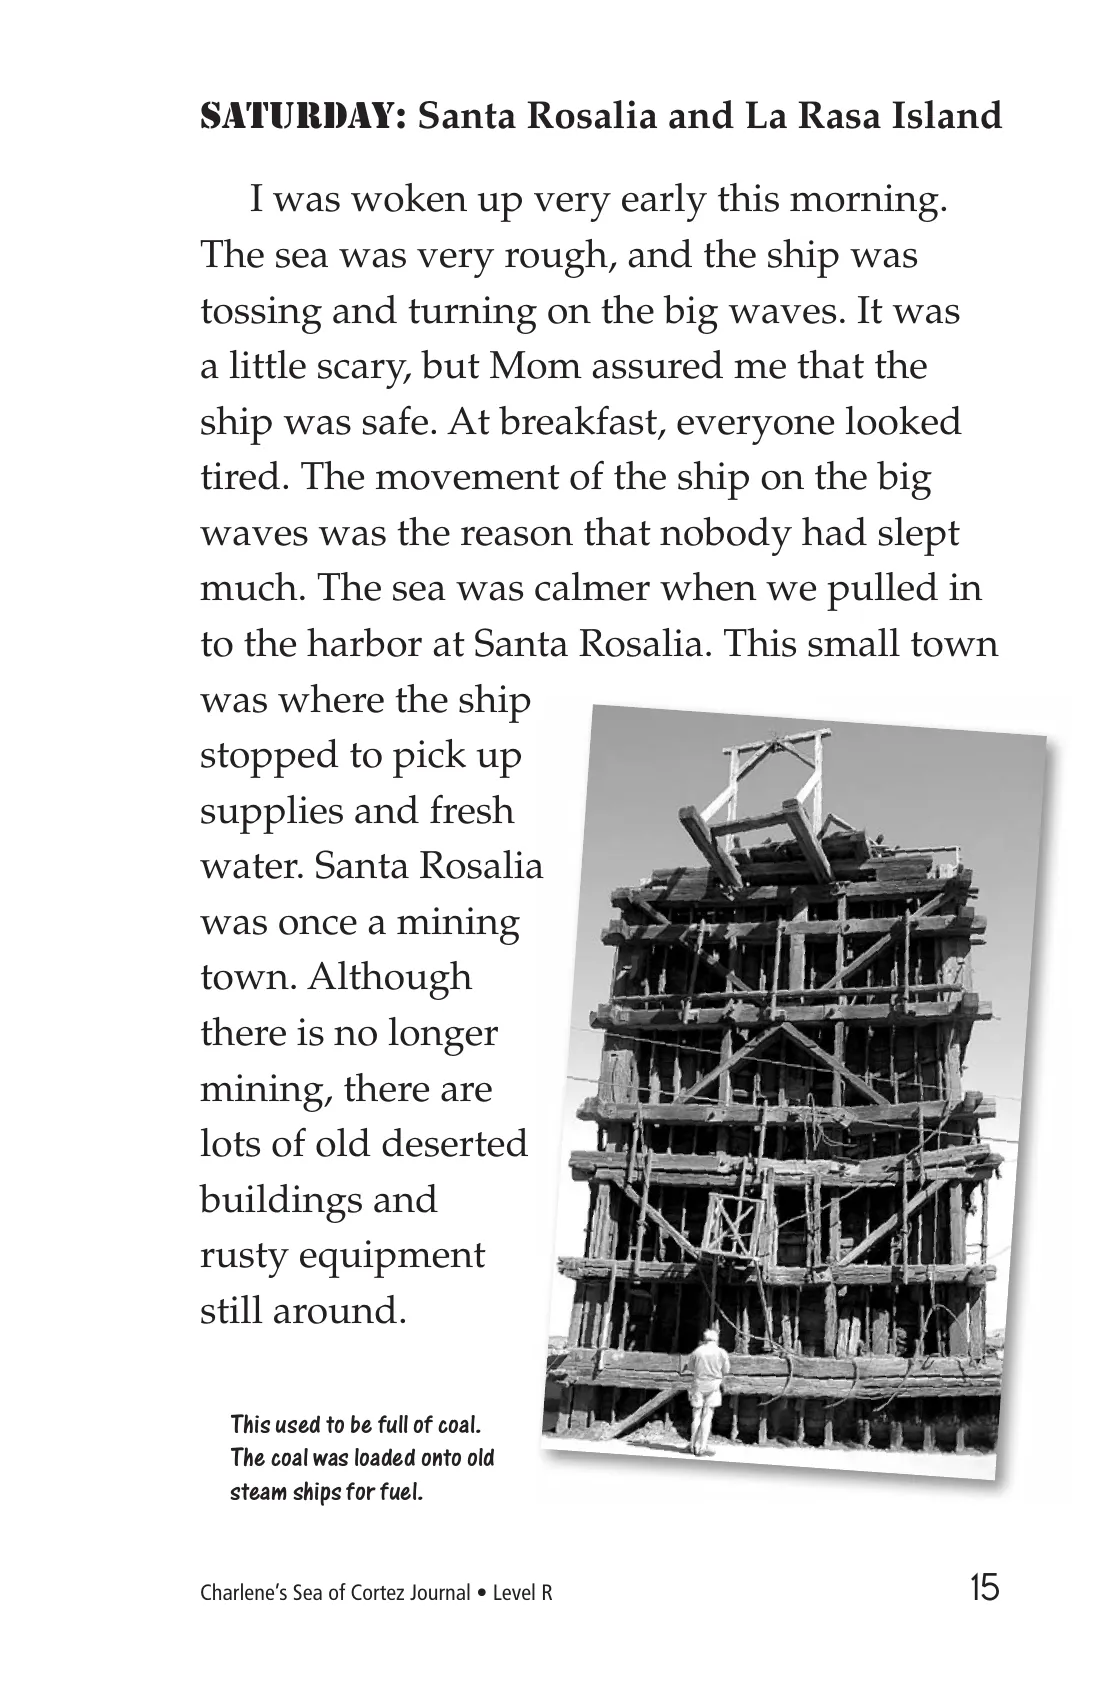 SATURDAY: Santa Rosalia and La Rasa Island
I was woken up very early this morning.
The sea was very rough, and the ship was
tossing and turning on the big waves. It was
a little scary, but Mom assured me that the
ship was safe. At breakfast, everyone looked
tired. The movement of the ship on the big
waves was the reason that nobody had slept
much. The sea was calmer when we pulled in
to the harbor at Santa Rosalia. This small town
was where the ship
stopped to pick up
supplies and fresh
water. Santa Rosalia
was once a mining
town. Although
there is no longer
mining, there are
lots of old deserted
buildings and
rusty equipment
still around.
This used to be full of coal.
The coal was loaded onto old
steam ships for fuel.
Charlene's Sea of Cortez Journal • Level R
15